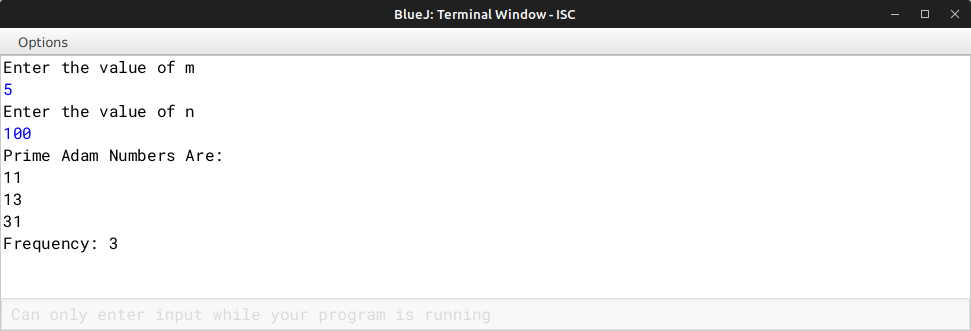 BlueJ: Terminal Window - ISC
Options
Enter the value of m
5
Enter the value of n
100
Prime Adam Numbers Are:
11
13
31
Frequency: 3
Can only enter input while your program is running